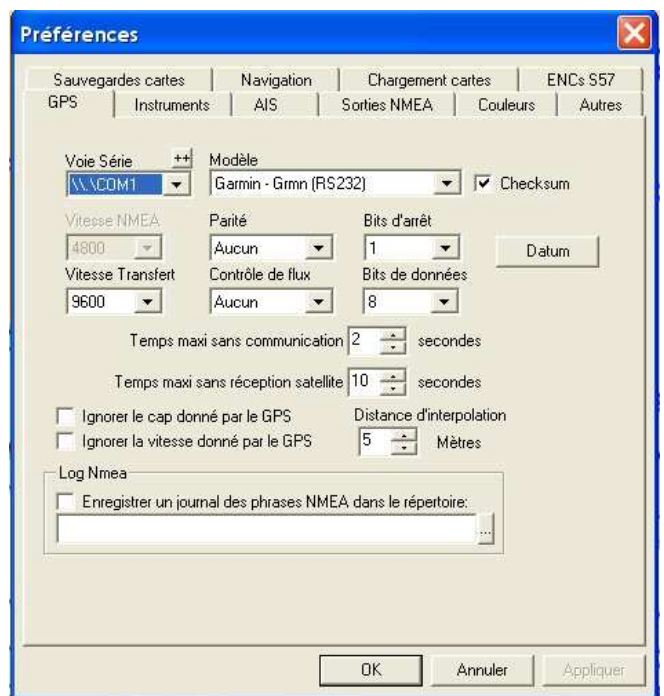 Préférences
Sauvegardes cartes Navigation Chargement cartes ENCs S57
GPS Instruments AIS Sorties NMEA Couleurs Autres
Voie Série ++ Modèle
\\.\COM1 Garmin - Grmn (RS232) Checksum
Vitesse NMEA Parité Bits d'arrêt
4800 Aucun 1 Datum
Vitesse Transfert Contrôle de flux Bits de données
9600 Aucun 8
Temps maxi sans communication 2 secondes
Temps maxi sans réception satellite 10 secondes
Ignorer le cap donné par le GPS Distance d'interpolation
Ignorer la vitesse donné par le GPS 5 Mètres
Log Nmea
Enregistrer un journal des phrases NMEA dans le répertoire:
...
OK Annuler Appliquer